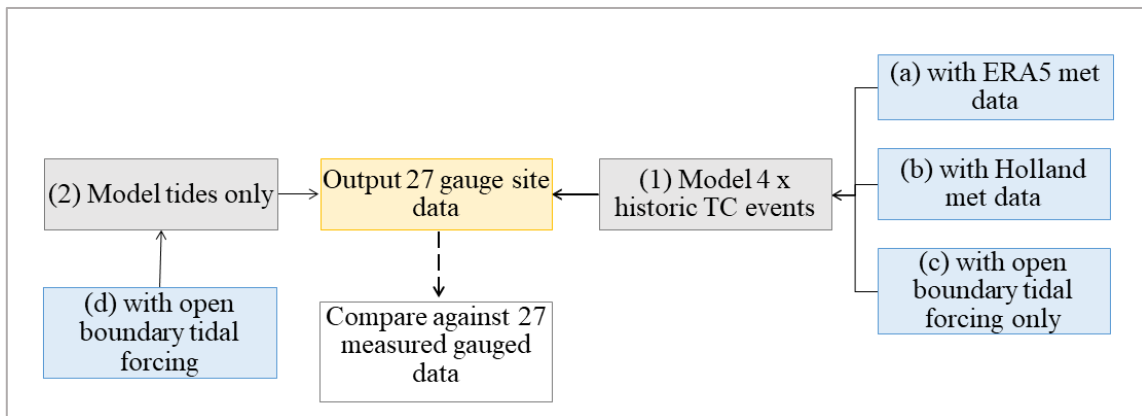 (a) with ERA5 met
data
(2) Model tides only
Output 27 gauge site
data
(1) Model 4 x
historic TC events
(b) with Holland
met data
(d) with open
boundary tidal
forcing
Compare against 27
measured gauged
data
(c) with open
boundary tidal
forcing only